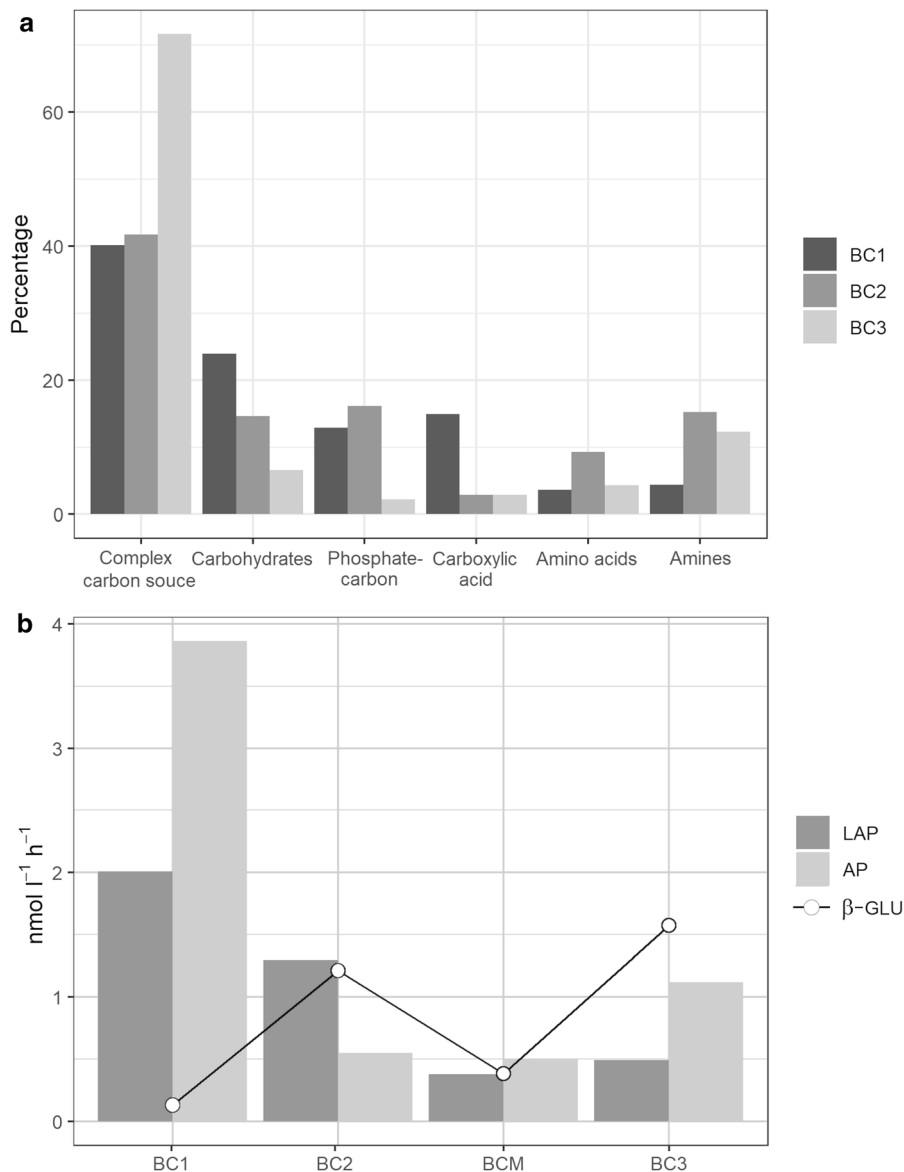 a
Percentage
60
40
20
0
Complex
carbon souce
Carbohydrates
Phosphate-
carbon
Carboxylic
acid
Amino acids
Amines
BC1
BC2
BC3
b
nmol l⁻¹ h⁻¹
4
3
2
1
0
BC1
BC2
BCM
BC3
LAP
AP
β-GLU